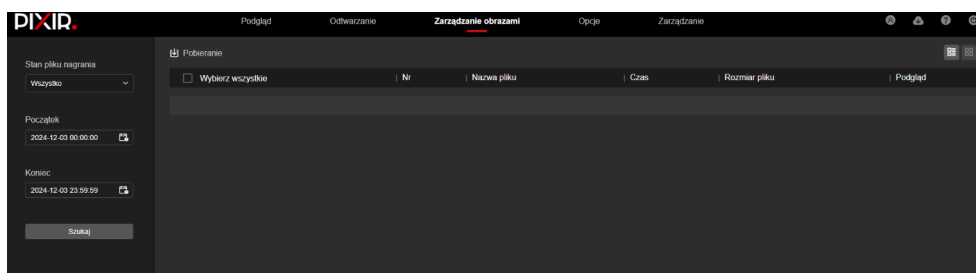 PIXIR.
Podgląd Odtwarzanie Zarządzanie obrazami Opcje Zarządzanie
Stan pliku nagrania
Wszystko
Początek
2024-12-03 00:00:00
Koniec
2024-12-03 23:59:59
Szukaj
Pobieranie
Wybierz wszystkie Nr Nazwa pliku Czas Rozmiar pliku Podgląd